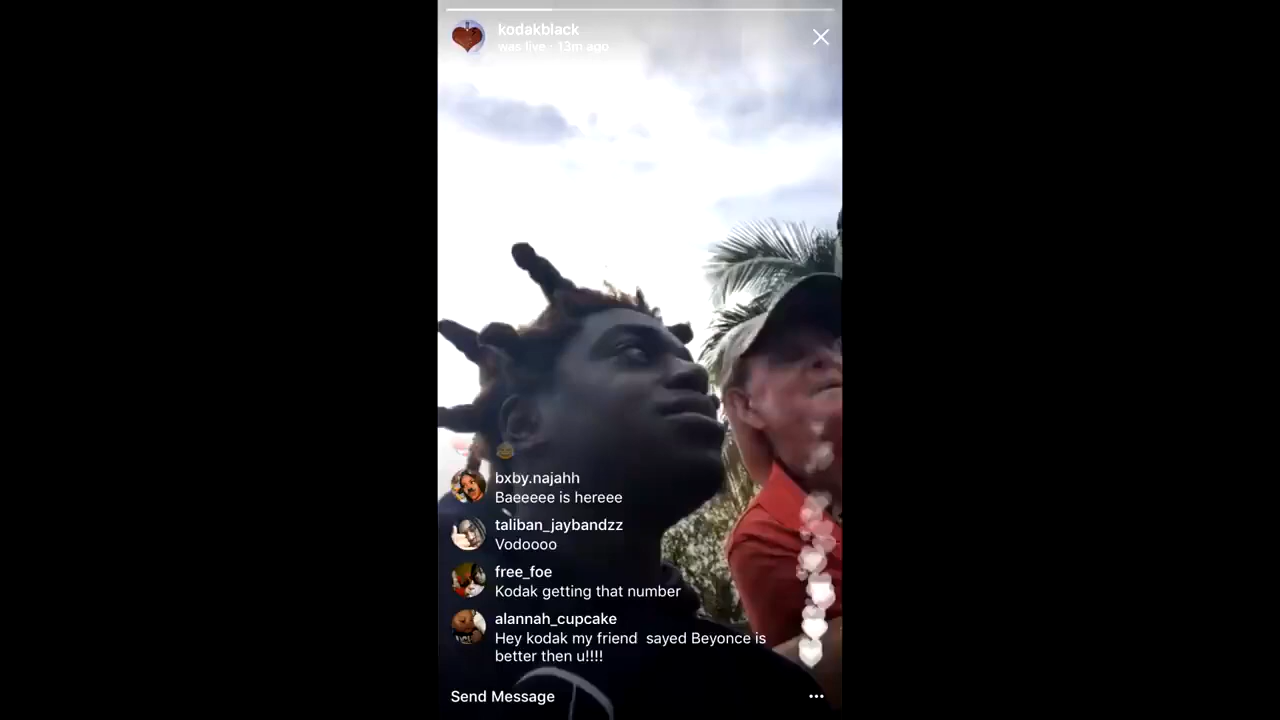 kodakblack
was live · 13m ago
bxby.najahh
Baeeeee is hereee
taliban_jaybandzz
Vodoooo
free_foe
Kodak getting that number
alannah_cupcake
Hey kodak my friend sayed Beyonce is
better then u!!!!
Send Message